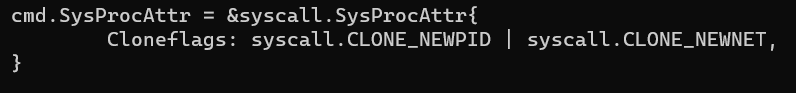 cmd.SysProcAttr = &syscall.SysProcAttr{
        Cloneflags: syscall.CLONE_NEWPID | syscall.CLONE_NEWNET,
}